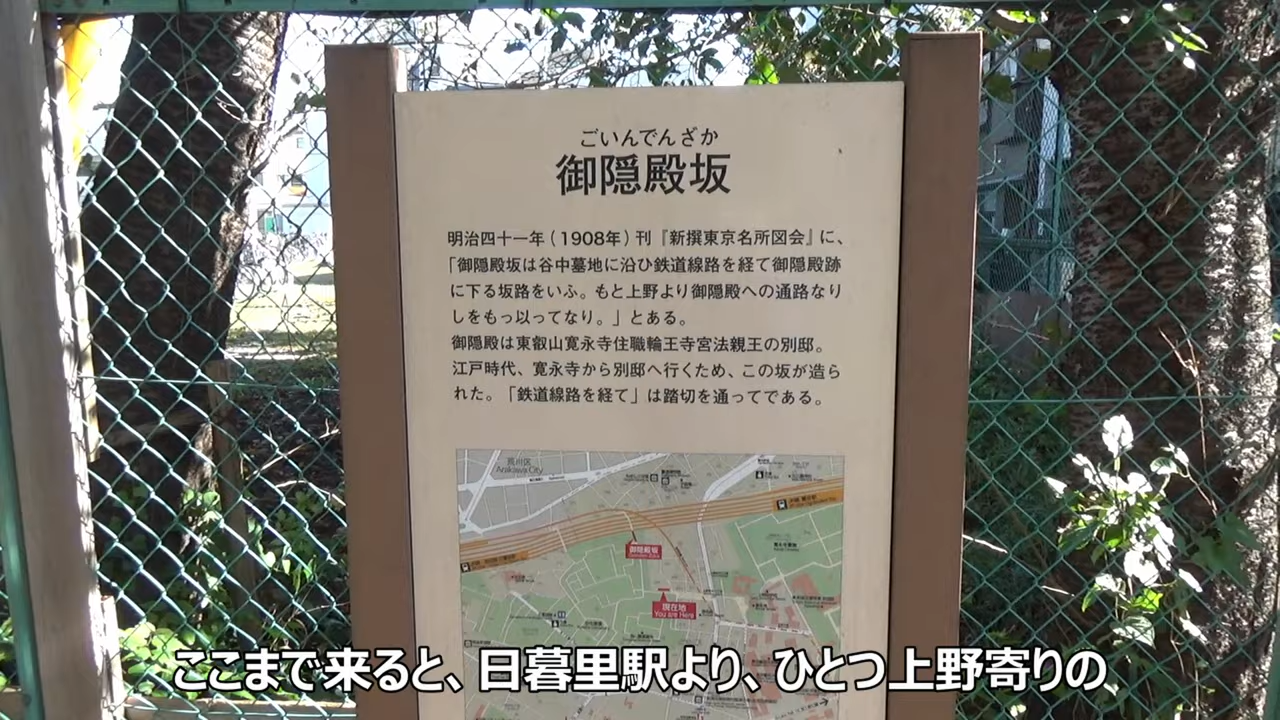 ごいんでんざか
御隠殿坂
明治四十一年（1908年）刊『新撰東京名所図会』に、
「御隠殿坂は谷中墓地に沿ひ鉄道線路を経て御隠殿跡
に下る坂路をいふ。もと上野より御隠殿への通路なり
しをもっ以ってなり。」とある。
御隠殿は東叡山寛永寺住職輪王寺宮法親王の別邸。
江戸時代、寛永寺から別邸へ行くため、この坂が造ら
れた。「鉄道線路を経て」は踏切を通ってである。
荒川区
Arakawa City
御隠殿坂
現在地
You are Here
ここまで来ると、日暮里駅より、ひとつ上野寄りの